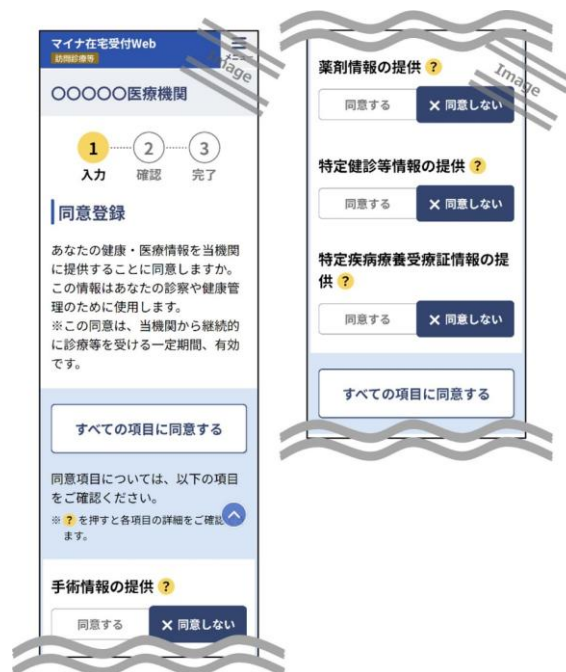 マイナ在宅受付Web
訪問診療等
メニュー
Image
〇〇〇〇〇医療機関
1
2
3
入力
確認
完了
同意登録
あなたの健康・医療情報を当機関
に提供することに同意しますか。
この情報はあなたの診察や健康管
理のために使用します。
※この同意は、当機関から継続的
に診療等を受ける一定期間、有効
です。
すべての項目に同意する
同意項目については、以下の項目
をご確認ください。
※ ? を押すと各項目の詳細をご確認
ます。
手術情報の提供 ?
同意する
× 同意しない
薬剤情報の提供 ?
Image
同意する
× 同意しない
特定健診等情報の提供 ?
同意する
× 同意しない
特定疾病療養受療証情報の提
供 ?
同意する
× 同意しない
すべての項目に同意する